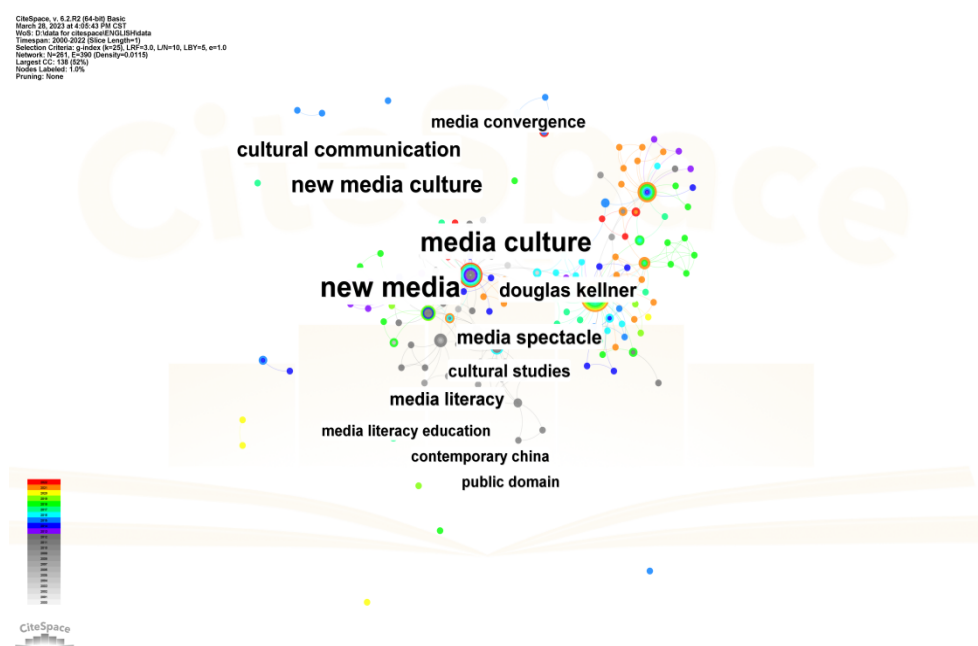 CiteSpace, v. 6.2.R2 (64-bit) Basic
March 28, 2023 at 4:05:43 PM CST
WoS: D:\data for citespace\ENGLISH\data
Timespan: 2000-2022 (Slice Length=1)
Selection Criteria: g-index (k=25), LRF=3.0, L/N=10, LBY=5, e=1.0
Network: N=261, E=390 (Density=0.0115)
Largest CC: 138 (52%)
Nodes Labeled: 1.0%
Pruning: None
CiteSpace
media convergence
cultural communication
new media culture
media culture
new media
douglas kellner
media spectacle
cultural studies
media literacy
media literacy education
contemporary china
public domain
CiteSpace